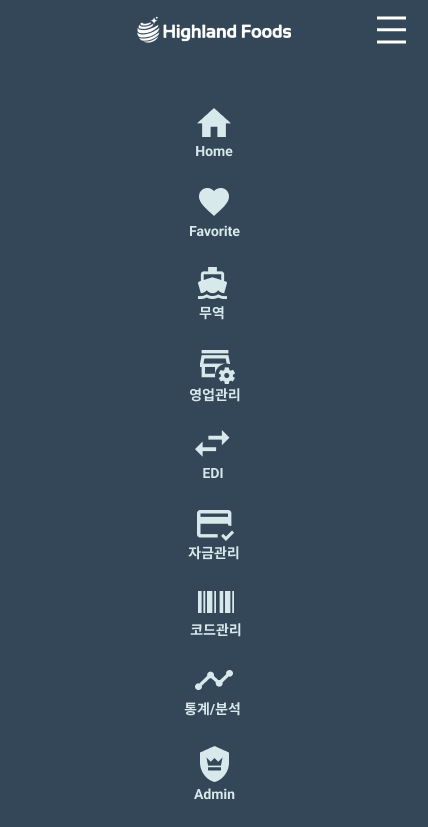 Highland Foods
Home
Favorite
무역
영업관리
EDI
자금관리
코드관리
통계/분석
Admin